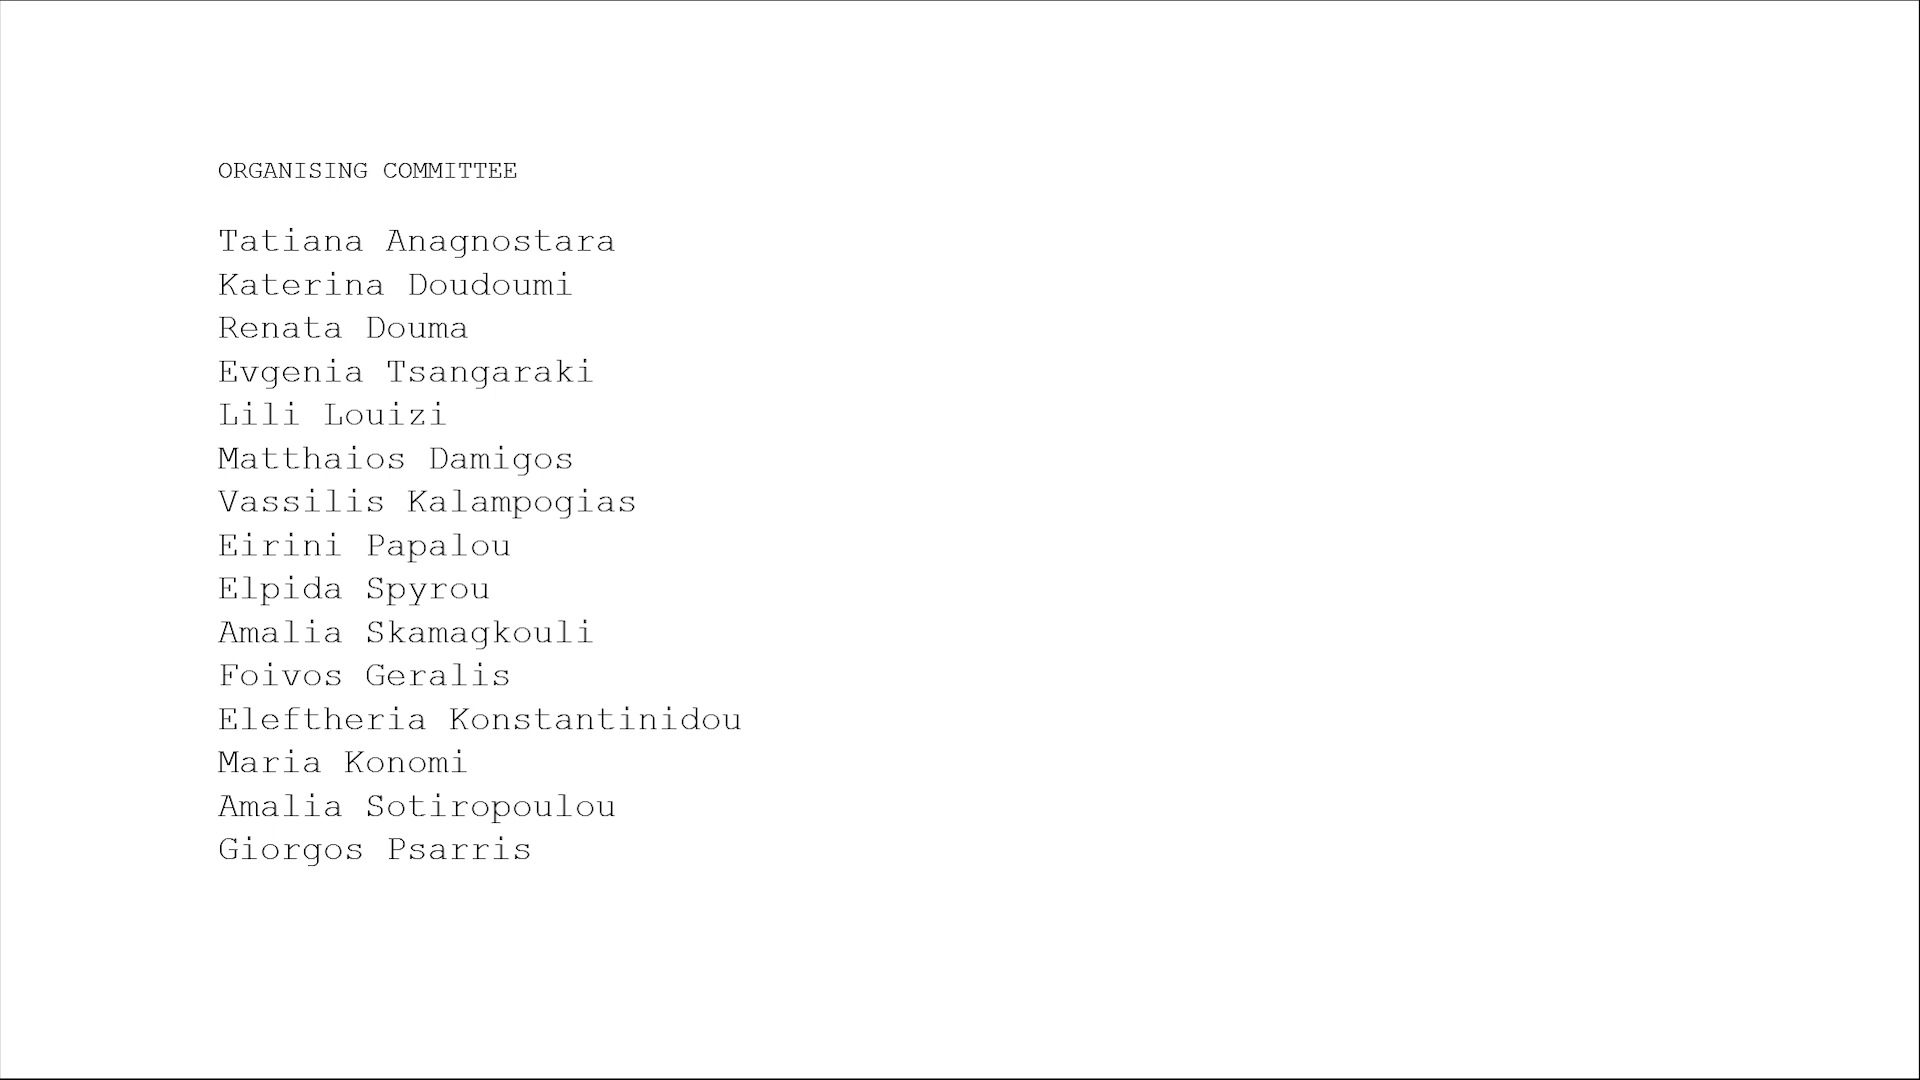 ORGANISING COMMITTEE
Tatiana Anagnostara
Katerina Doudoumi
Renata Douma
Evgenia Tsangaraki
Lili Louizi
Matthaios Damigos
Vassilis Kalampogias
Eirini Papalou
Elpida Spyrou
Amalia Skamagkouli
Foivos Geralis
Eleftheria Konstantinidou
Maria Konomi
Amalia Sotiropoulou
Giorgos Psarris